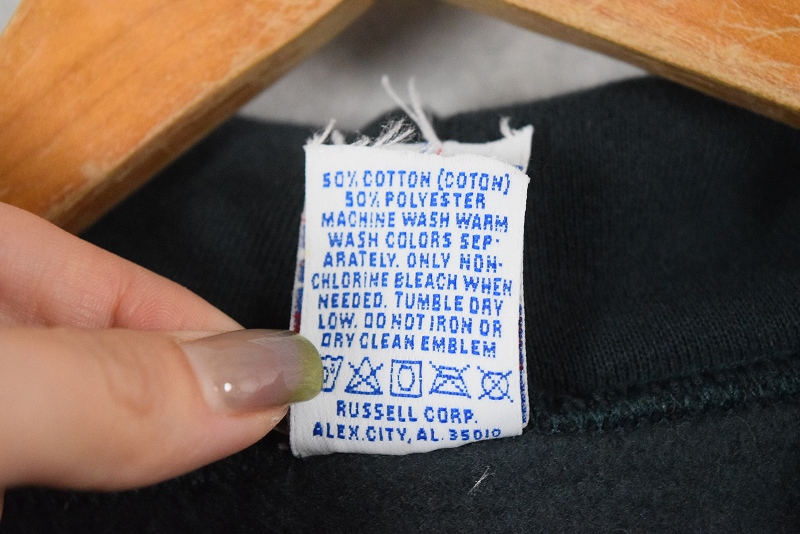 50% COTTON (COTON)
50% POLYESTER
MACHINE WASH WARM
WASH COLORS SEP-
ARATELY. ONLY NON-
CHLORINE BLEACH WHEN
NEEDED. TUMBLE DRY
LOW. DO NOT IRON OR
DRY CLEAN EMBLEM
RUSSELL CORP.
ALEX.CITY, AL. 35010